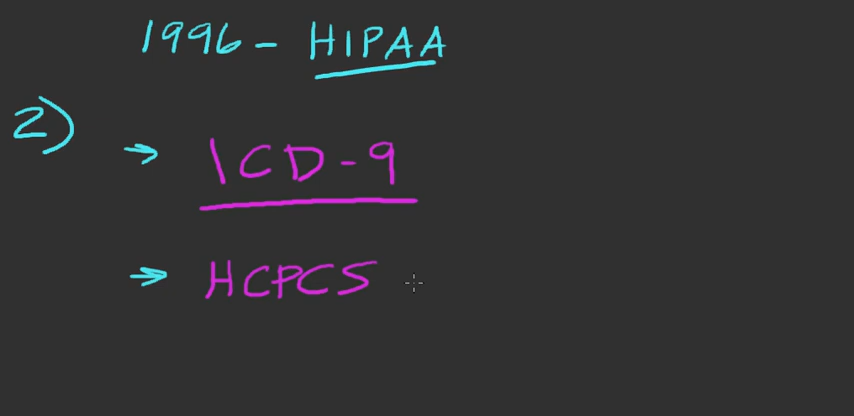 1996 - HIPAA
2)
→ ICD-9
→ HCPCS